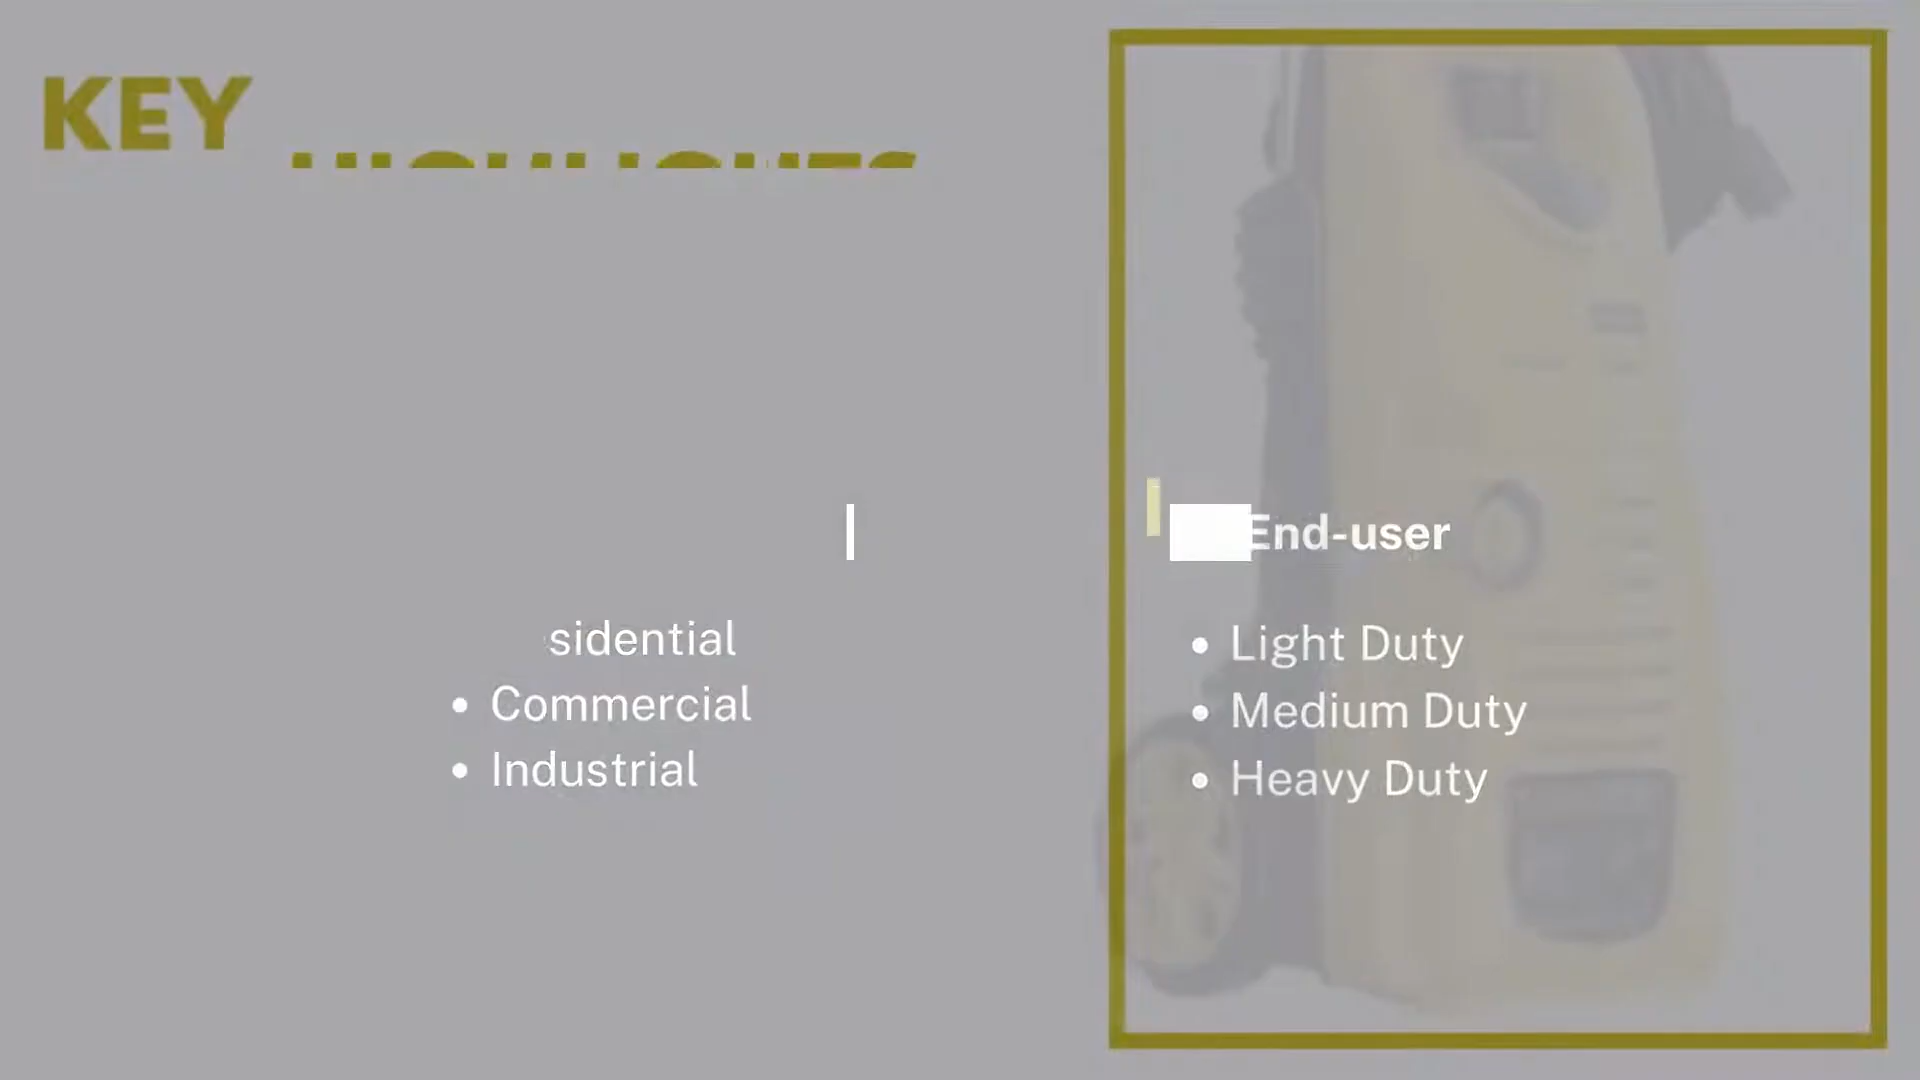 KEY
End-user
sidential
Commercial
Industrial
Light Duty
Medium Duty
Heavy Duty